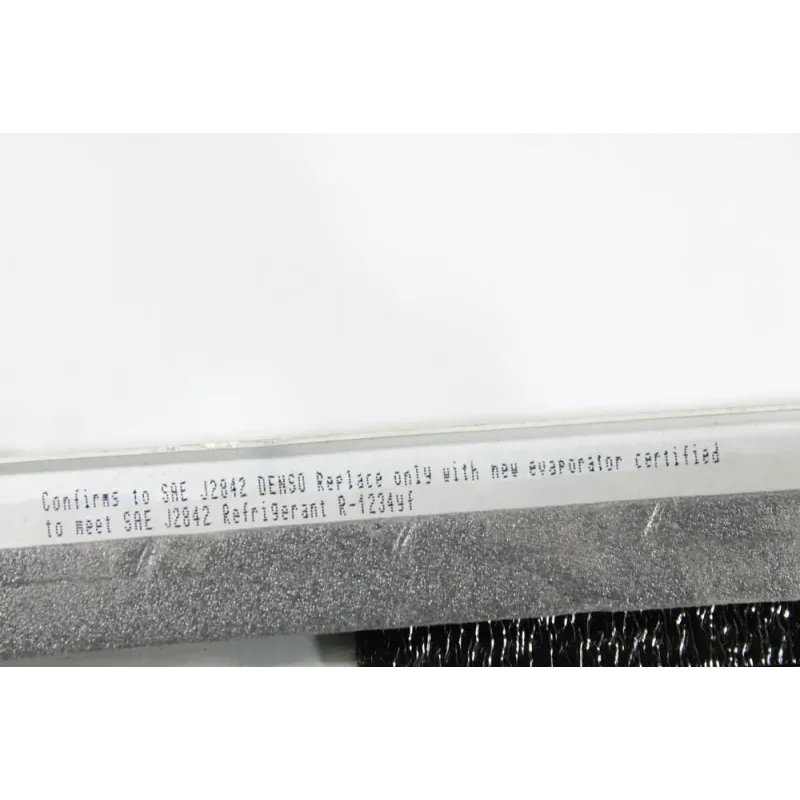 Confirms to SAE J2842 DENSO Replace only with new evaporator certified
to meet SAE J2842 Refrigerant R-1234yf